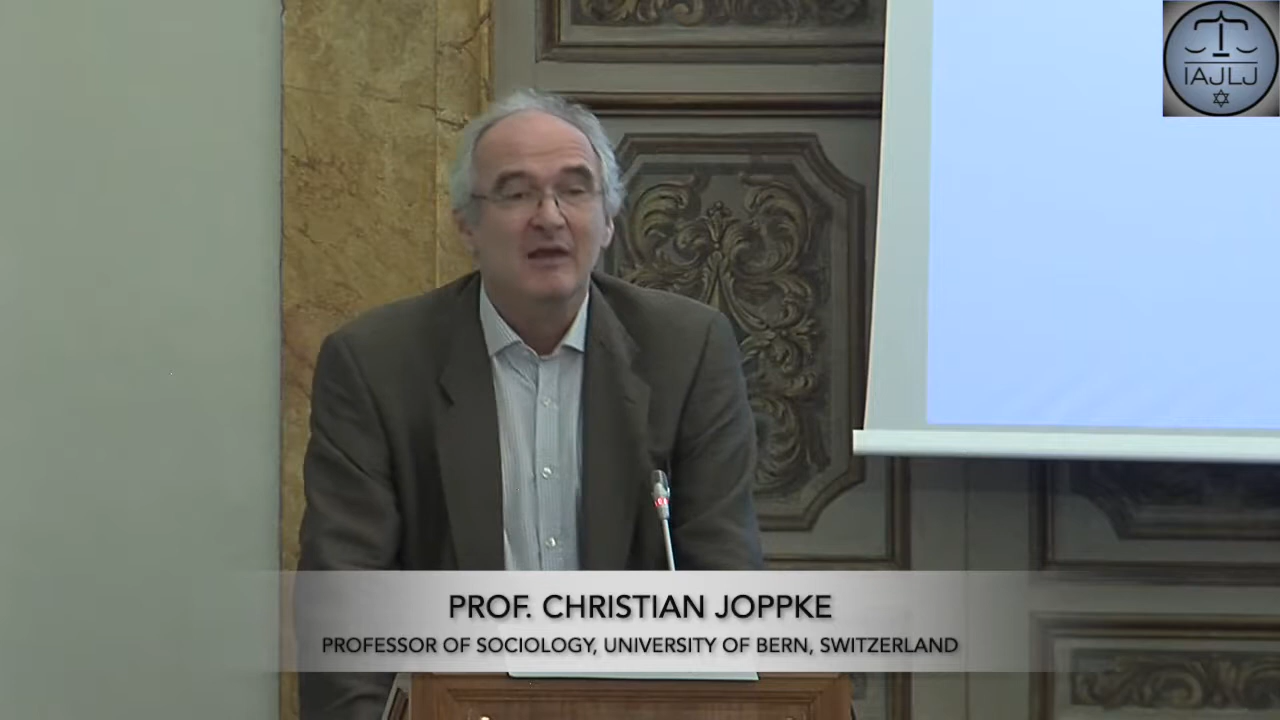 IAJLJ
PROF. CHRISTIAN JOPPKE
PROFESSOR OF SOCIOLOGY, UNIVERSITY OF BERN, SWITZERLAND